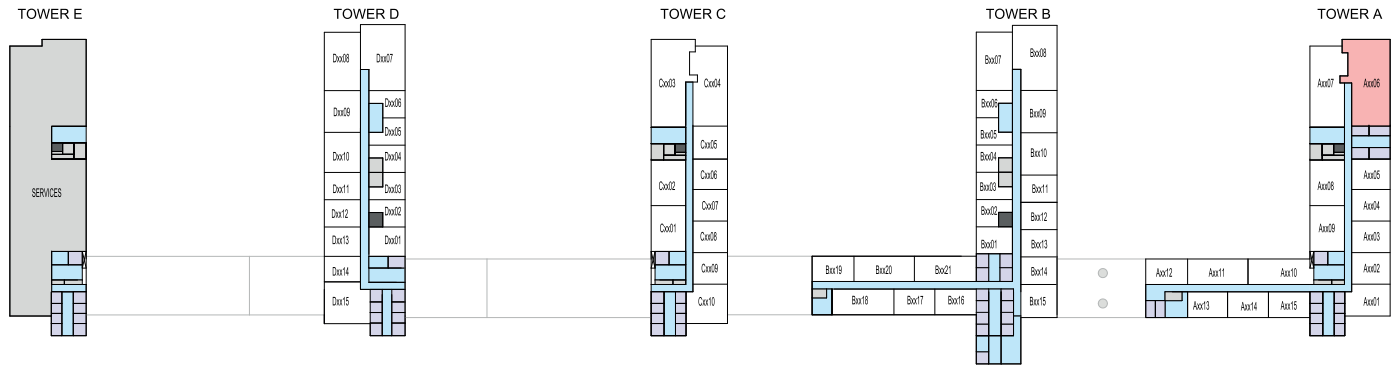 TOWER E
TOWER D
TOWER C
TOWER B
TOWER A
SERVICES
Dxx08
Dxx07
Dxx09
Dxx06
Dxx05
Dxx10
Dxx04
Dxx11
Dxx03
Dxx12
Dxx02
Dxx13
Dxx01
Dxx14
Dxx15
Cxx03
Cxx04
Cxx05
Cxx06
Cxx02
Cxx07
Cxx01
Cxx08
Cxx09
Cxx10
Bxx07
Bxx08
Bxx06
Bxx09
Bxx05
Bxx04
Bxx10
Bxx03
Bxx11
Bxx02
Bxx12
Bxx01
Bxx13
Bxx19
Bxx20
Bxx21
Bxx14
Bxx18
Bxx17
Bxx16
Bxx15
Axx07
Axx06
Axx05
Axx08
Axx04
Axx09
Axx03
Axx12
Axx11
Axx10
Axx02
Axx13
Axx14
Axx15
Axx01